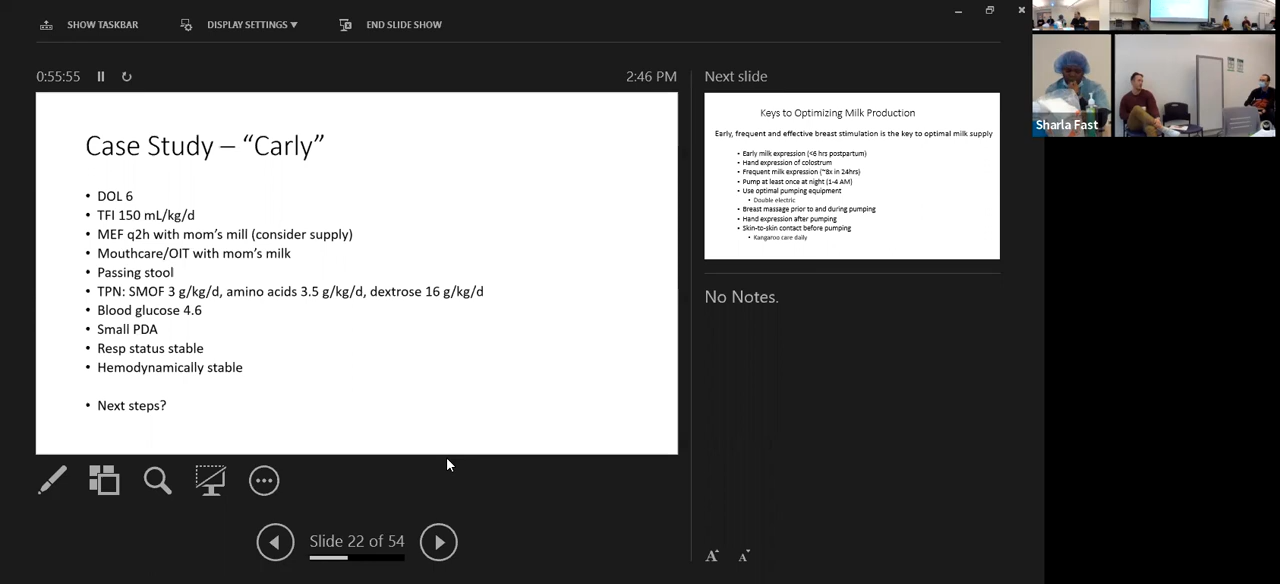 SHOW TASKBAR
DISPLAY SETTINGS ▼
END SLIDE SHOW
0:55:55
2:46 PM
Case Study – “Carly”
• DOL 6
• TFI 150 mL/kg/d
• MEF q2h with mom’s mill (consider supply)
• Mouthcare/OIT with mom’s milk
• Passing stool
• TPN: SMOF 3 g/kg/d, amino acids 3.5 g/kg/d, dextrose 16 g/kg/d
• Blood glucose 4.6
• Small PDA
• Resp status stable
• Hemodynamically stable
• Next steps?
Slide 22 of 54
Next slide
Keys to Optimizing Milk Production
Early, frequent and effective breast stimulation is the key to optimal milk supply
• Early milk expression (<6 hrs postpartum)
• Hand expression of colostrum
• Frequent milk expression (~8x in 24hrs)
• Pump at least once at night (1-4 AM)
• Use optimal pumping equipment
• Double electric
• Breast massage prior to and during pumping
• Hand expression after pumping
• Skin-to-skin contact before pumping
• Kangaroo care daily
No Notes.
A A
Sharla Fast